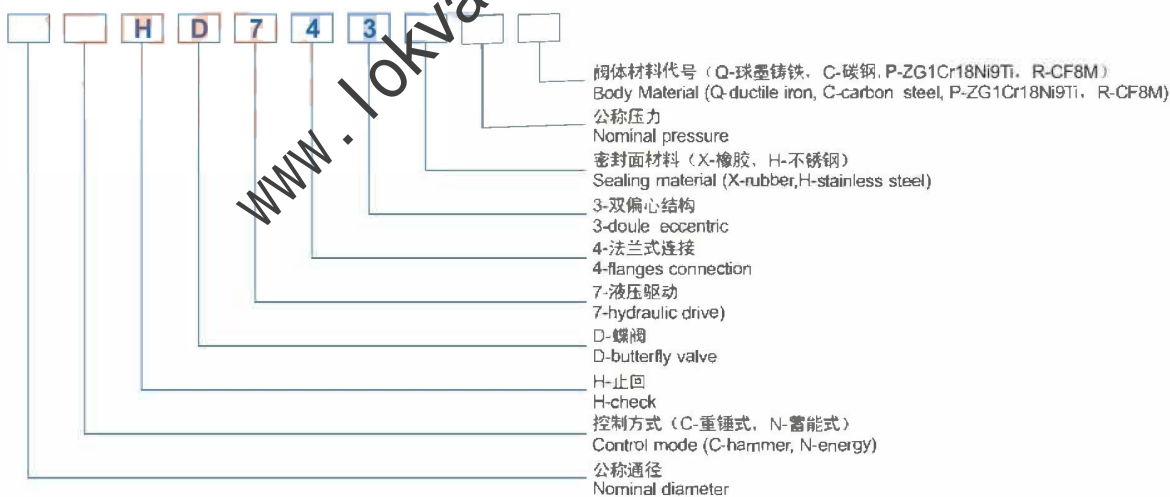 H D 7 4 3
阀体材料代号（Q-球墨铸铁、C-碳钢, P-ZG1Cr18Ni9Ti、R-CF8M）
Body Material (Q-ductile iron, C-carbon steel, P-ZG1Cr18Ni9Ti、R-CF8M)
公称压力
Nominal pressure
密封面材料（X-橡胶、H-不锈钢）
Sealing material (X-rubber,H-stainless steel)
3-双偏心结构
3-doule eccentric
4-法兰式连接
4-flanges connection
7-液压驱动
7-hydraulic drive)
D-蝶阀
D-butterfly valve
H-止回
H-check
控制方式（C-重锤式、N-蓄能式）
Control mode (C-hammer, N-energy)
公称通径
Nominal diameter
www.lokva